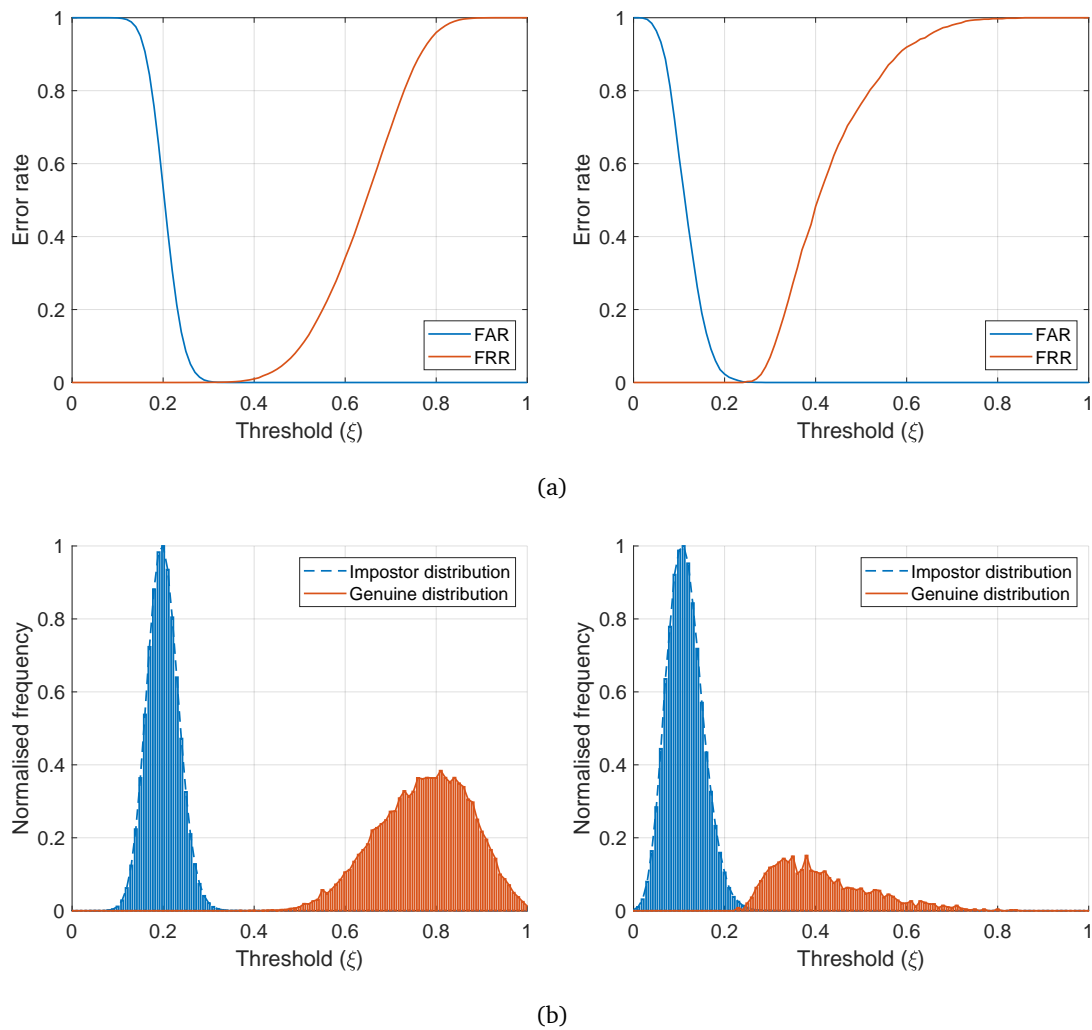 1
0.8
0.6
0.4
0.2
0
Error rate
0 0.2 0.4 0.6 0.8 1
Threshold (ξ)
FAR
FRR
1
0.8
0.6
0.4
0.2
0
Error rate
0 0.2 0.4 0.6 0.8 1
Threshold (ξ)
FAR
FRR
(a)
1
0.8
0.6
0.4
0.2
0
Normalised frequency
0 0.2 0.4 0.6 0.8 1
Threshold (ξ)
Impostor distribution
Genuine distribution
1
0.8
0.6
0.4
0.2
0
Normalised frequency
0 0.2 0.4 0.6 0.8 1
Threshold (ξ)
Impostor distribution
Genuine distribution
(b)